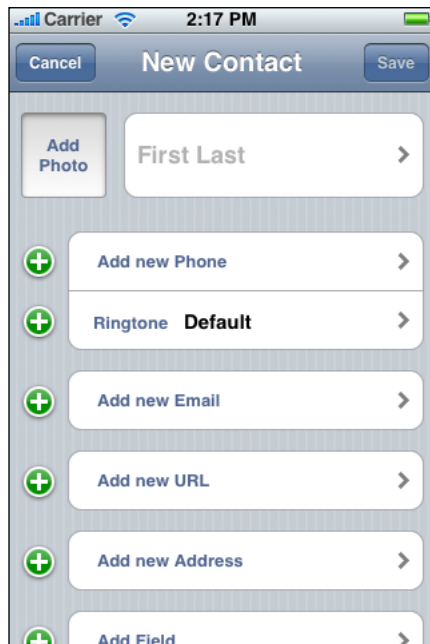 Carrier 2:17 PM
Cancel New Contact Save
Add
Photo
First Last
Add new Phone
Ringtone Default
Add new Email
Add new URL
Add new Address
Add Field